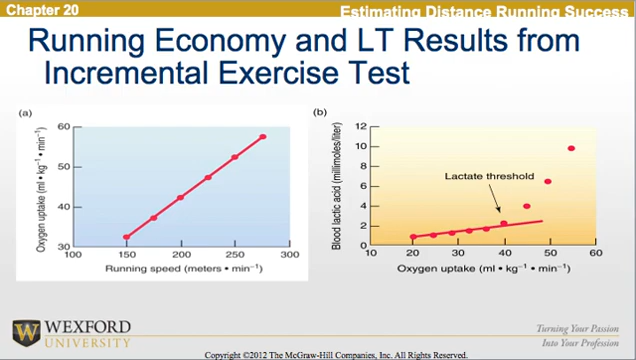 Chapter 20
Estimating Distance Running Success
Running Economy and LT Results from
Incremental Exercise Test
(a)
Oxygen uptake (ml • kg⁻¹ • min⁻¹)
60
50
40
30
100
150
200
250
300
Running speed (meters • min⁻¹)
(b)
Blood lactic acid (millimoles/liter)
12
10
8
6
4
2
0
Lactate threshold
10
20
30
40
50
60
Oxygen uptake (ml • kg⁻¹ • min⁻¹)
WEXFORD
UNIVERSITY
Turning Your Passion
Into Your Profession
Copyright ©2012 The McGraw-Hill Companies, Inc. All Rights Reserved.